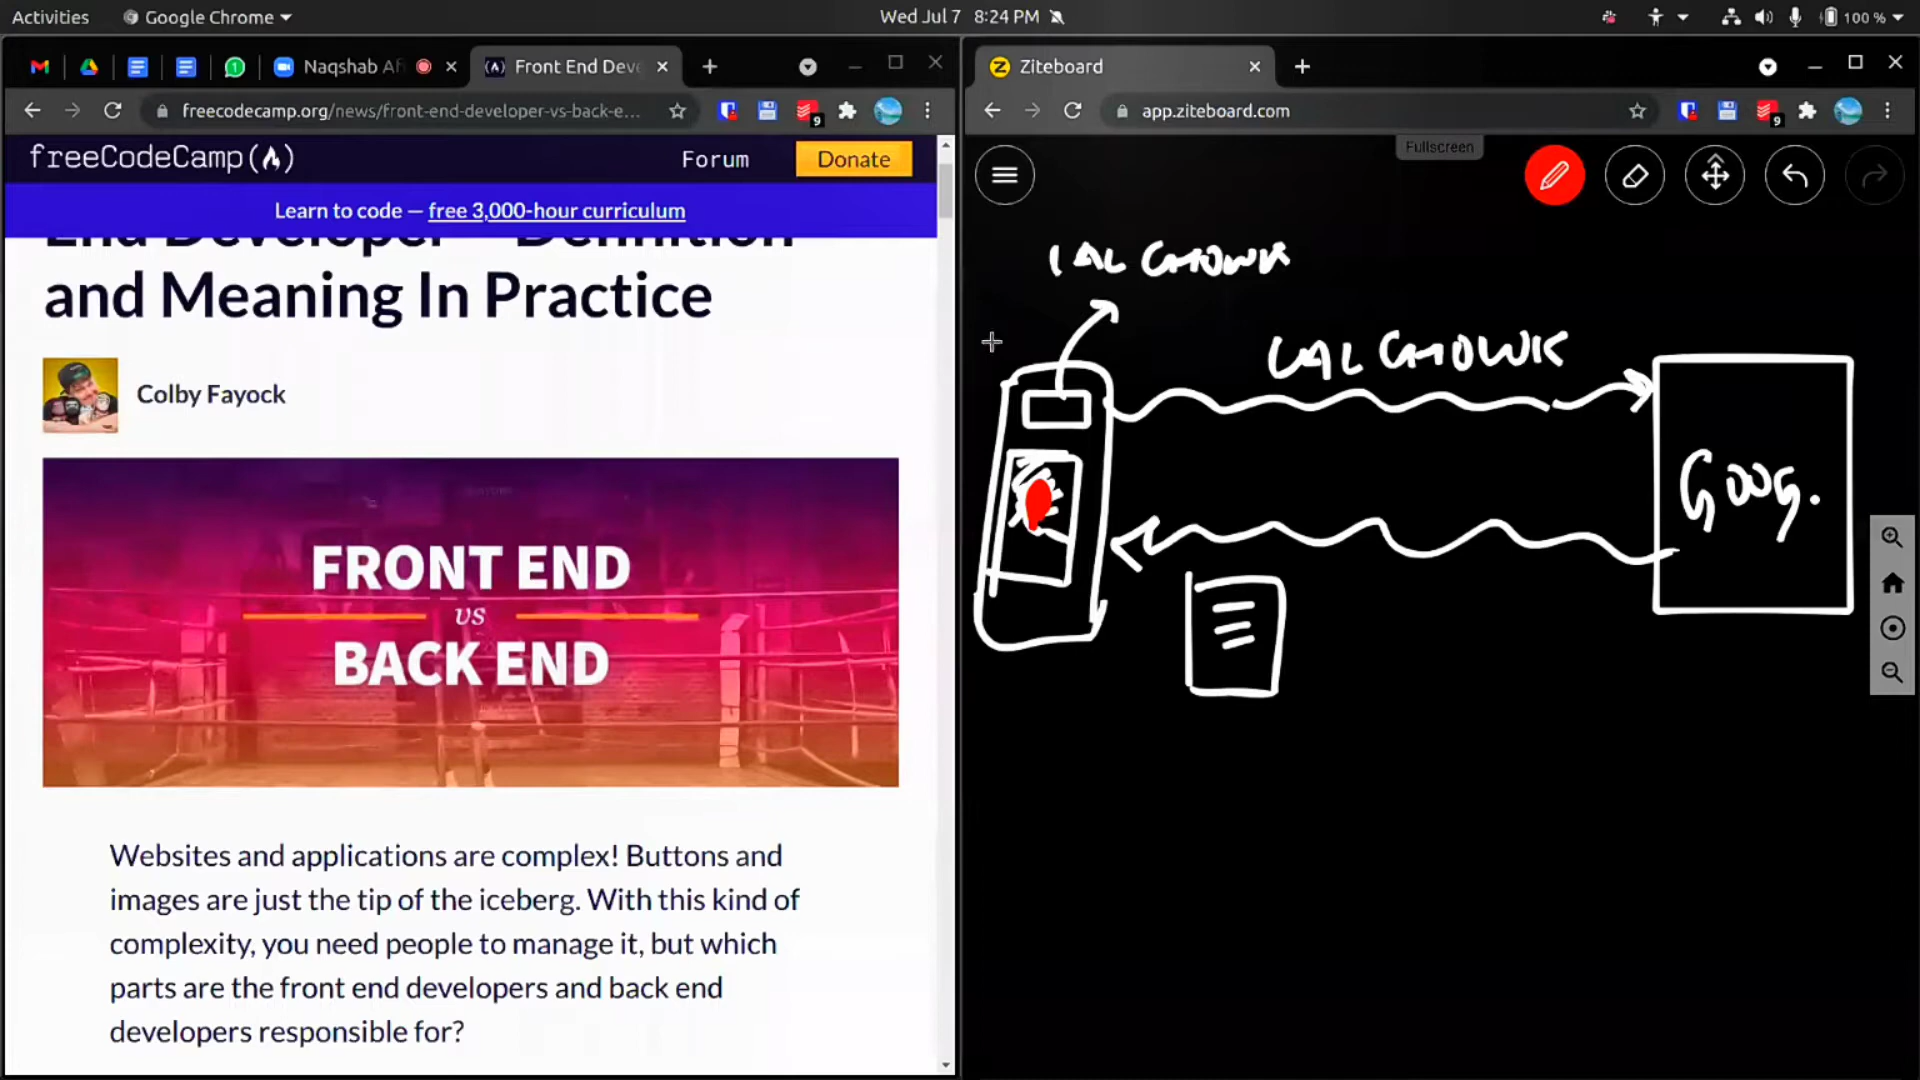 Activities
Google Chrome
Wed Jul 7 8:24 PM
100 %
Naqshab Af
Front End Deve
freecodecamp.org/news/front-end-developer-vs-back-e...
9
freeCodeCamp
Forum
Donate
Learn to code — free 3,000-hour curriculum
End Developer – Definition
and Meaning In Practice
Colby Fayock
FRONT END
vs
BACK END
Websites and applications are complex! Buttons and
images are just the tip of the iceberg. With this kind of
complexity, you need people to manage it, but which
parts are the front end developers and back end
developers responsible for?
Ziteboard
app.ziteboard.com
9
Fullscreen
LAL CHOWK
LAL CHOWK
GOOG.